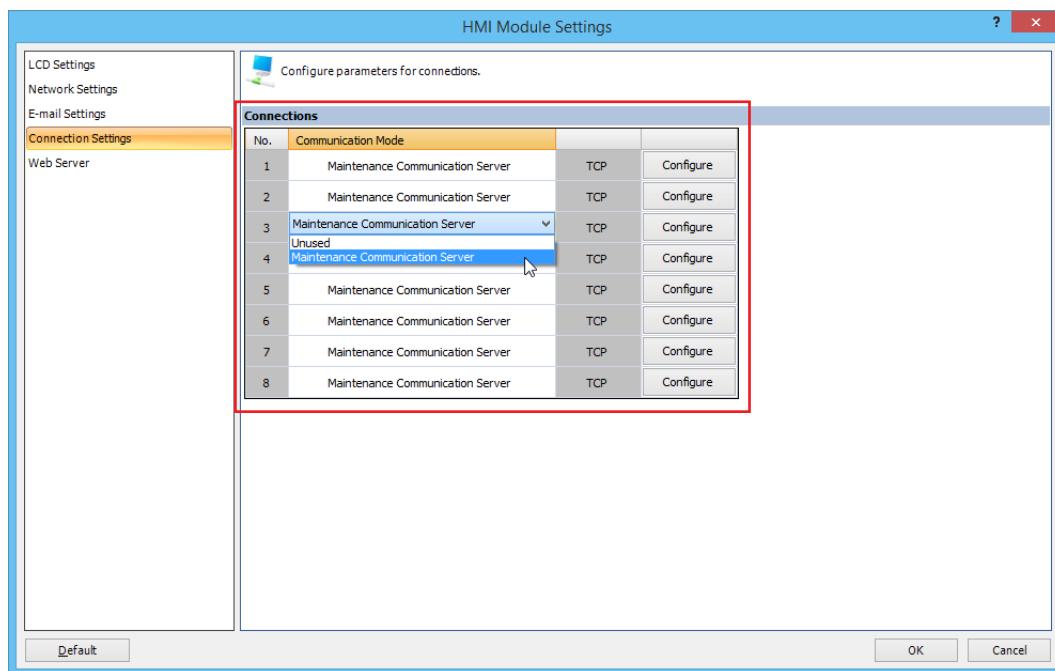 HMI Module Settings
?
LCD Settings
Network Settings
E-mail Settings
Connection Settings
Web Server
Configure parameters for connections.
Connections
No. Communication Mode
1 Maintenance Communication Server TCP Configure
2 Maintenance Communication Server TCP Configure
3 Maintenance Communication Server TCP Configure
Unused
Maintenance Communication Server
4 TCP Configure
5 Maintenance Communication Server TCP Configure
6 Maintenance Communication Server TCP Configure
7 Maintenance Communication Server TCP Configure
8 Maintenance Communication Server TCP Configure
Default OK Cancel